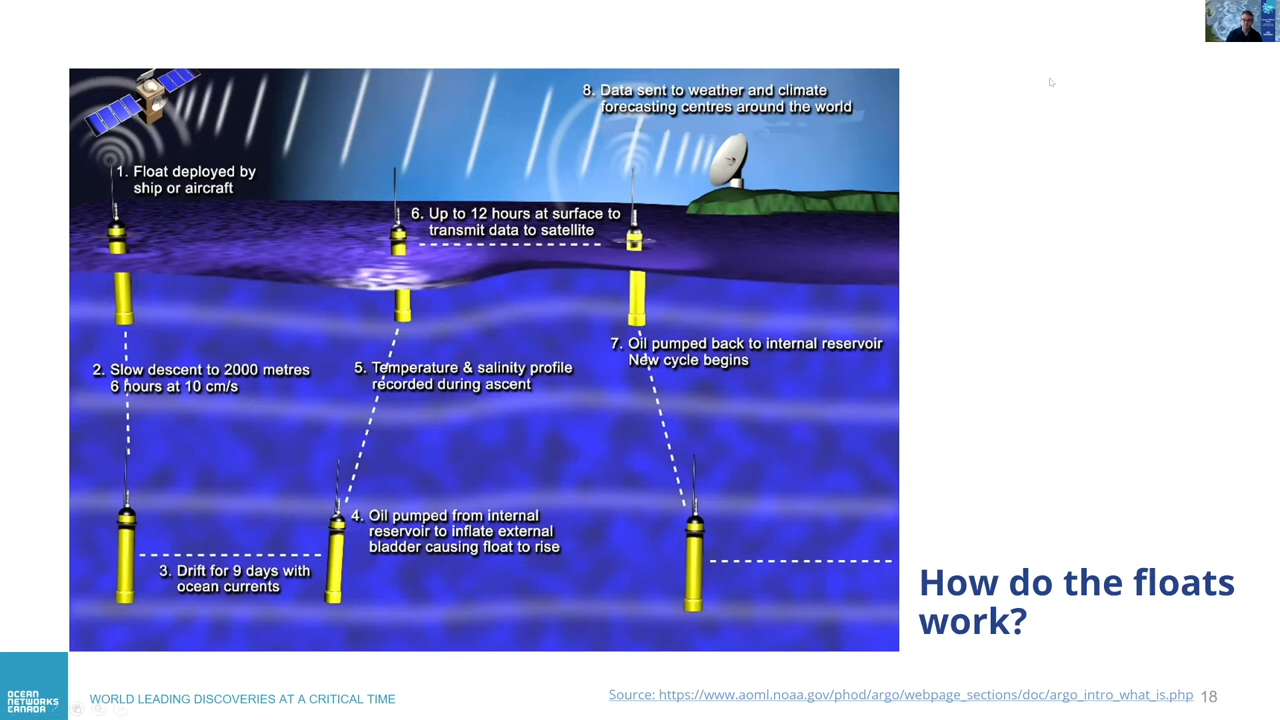 8. Data sent to weather and climate
forecasting centres around the world
1. Float deployed by
ship or aircraft
6. Up to 12 hours at surface to
transmit data to satellite
7. Oil pumped back to internal reservoir
New cycle begins
2. Slow descent to 2000 metres
6 hours at 10 cm/s
5. Temperature & salinity profile
recorded during ascent
4. Oil pumped from internal
reservoir to inflate external
bladder causing float to rise
3. Drift for 9 days with
ocean currents
How do the floats
work?
OCEAN
NETWORKS
CANADA
WORLD LEADING DISCOVERIES AT A CRITICAL TIME
Source: https://www.aoml.noaa.gov/phod/argo/webpage_sections/doc/argo_intro_what_is.php
18